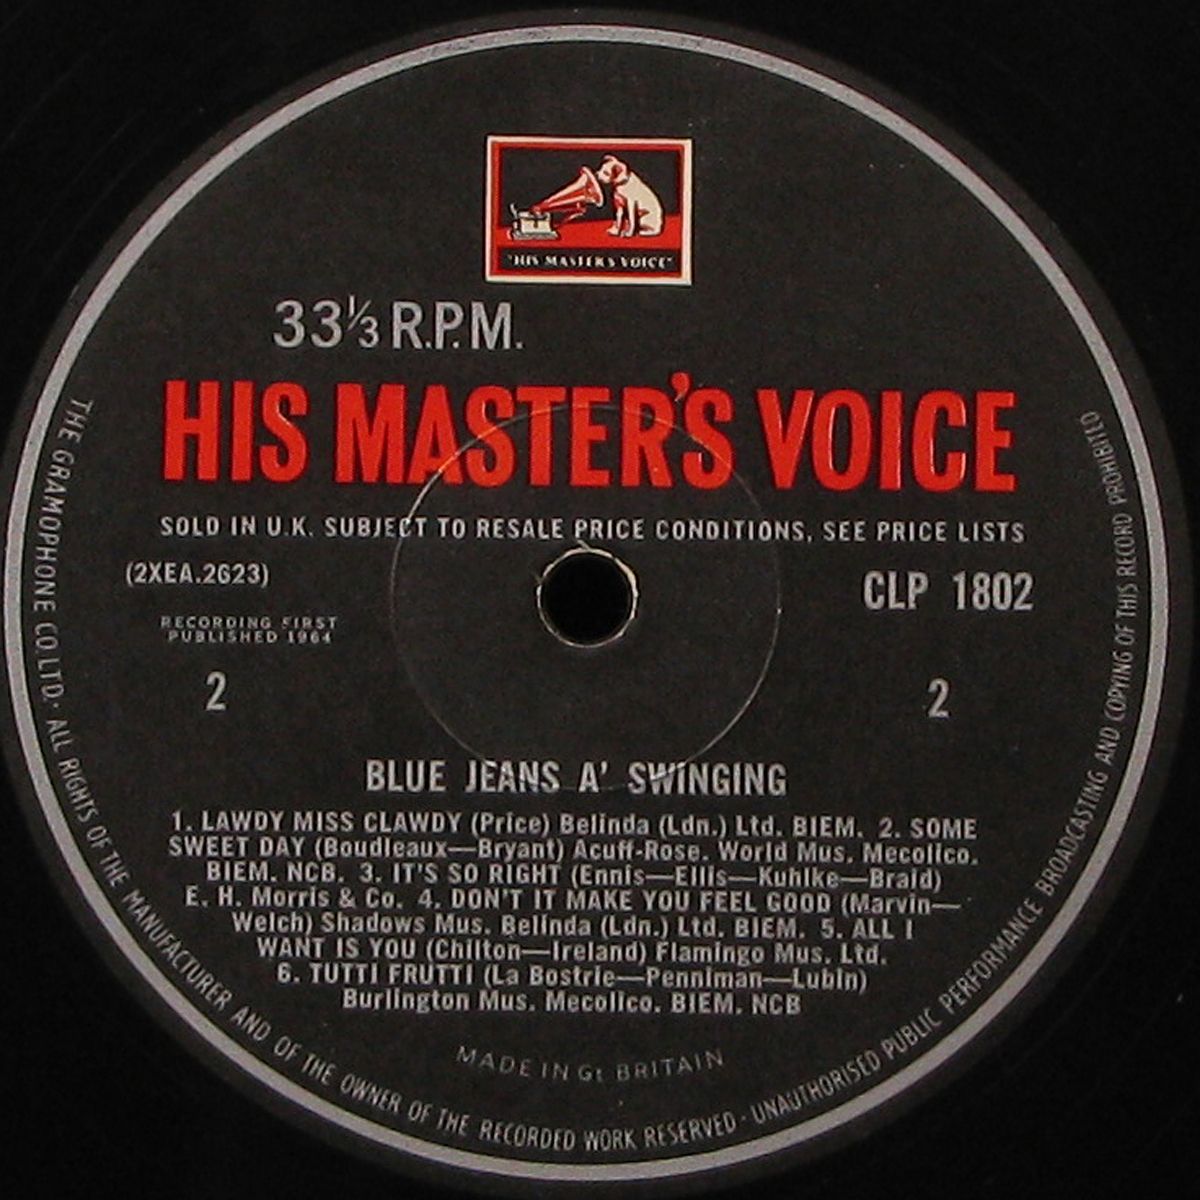 "HIS MASTER'S VOICE"
33⅓ R.P.M.
HIS MASTER'S VOICE
SOLD IN U.K. SUBJECT TO RESALE PRICE CONDITIONS, SEE PRICE LISTS
(2XEA.2623)
CLP 1802
RECORDING FIRST
PUBLISHED 1964
2
2
BLUE JEANS A' SWINGING
1. LAWDY MISS CLAWDY (Price) Belinda (Ldn.) Ltd. BIEM. 2. SOME
SWEET DAY (Boudleaux—Bryant) Acuff-Rose. World Mus. Mecolico.
BIEM. NCB. 3. IT'S SO RIGHT (Ennis—Ellis—Kuhlke—Braid)
E. H. Morris & Co. 4. DON'T IT MAKE YOU FEEL GOOD (Marvin—
Welch) Shadows Mus. Belinda (Ldn.) Ltd. BIEM. 5. ALL I
WANT IS YOU (Chilton—Ireland) Flamingo Mus. Ltd.
6. TUTTI FRUTTI (La Bostrie—Penniman—Lubin)
Burlington Mus. Mecolico. BIEM. NCB
MADE IN Gt. BRITAIN
THE GRAMOPHONE CO. LTD. · ALL RIGHTS OF THE MANUFACTURER AND OF THE OWNER OF THE RECORDED WORK RESERVED · UNAUTHORISED PUBLIC PERFORMANCE BROADCASTING AND COPYING OF THIS RECORD PROHIBITED